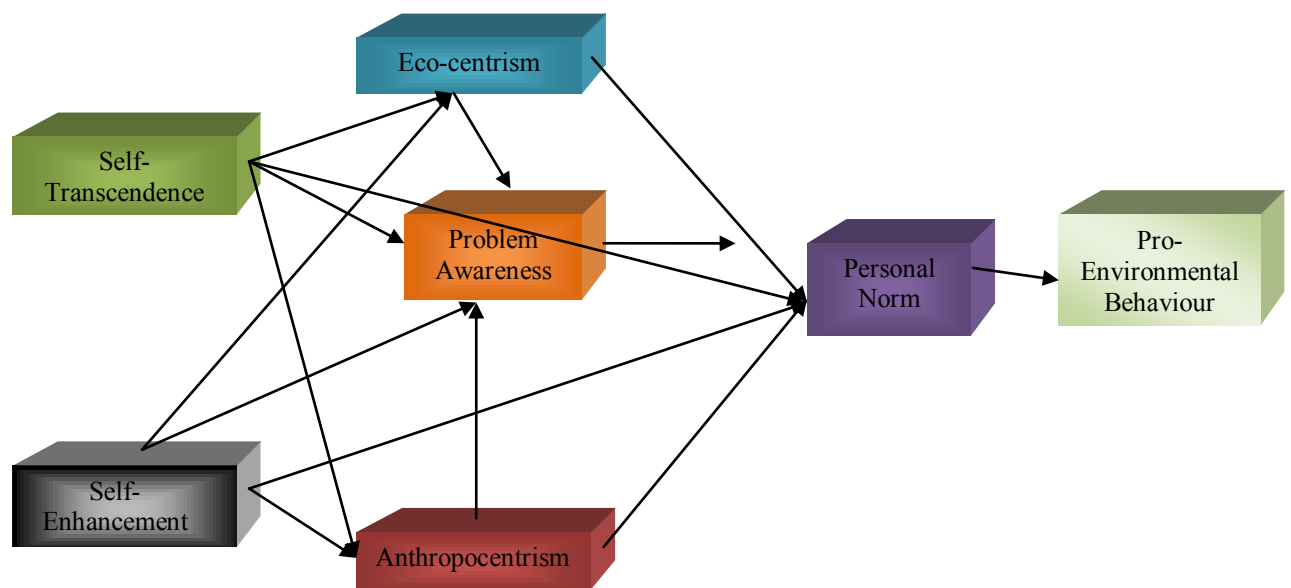 Eco-centrism
Self-
Transcendence
Problem
Awareness
Personal
Norm
Pro-
Environmental
Behaviour
Self-
Enhancement
Anthropocentrism